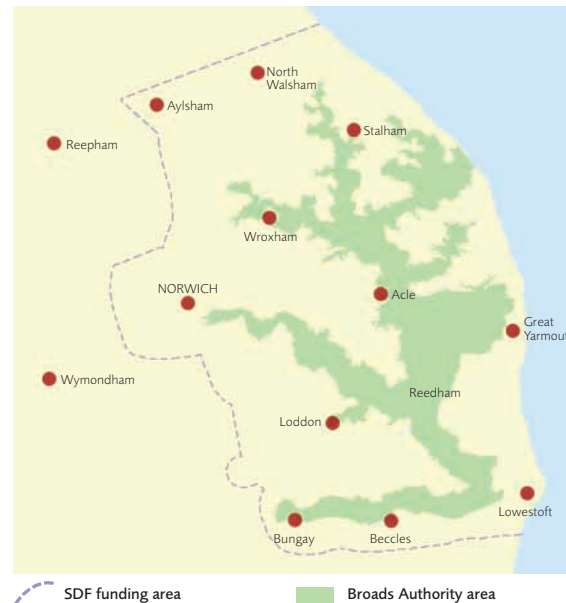 North
Walsham
Aylsham
Stalham
Reepham
Wroxham
NORWICH
Acle
Great
Yarmout
Wymondham
Reedham
Loddon
Lowestoft
Bungay
Beccles
SDF funding area
Broads Authority area